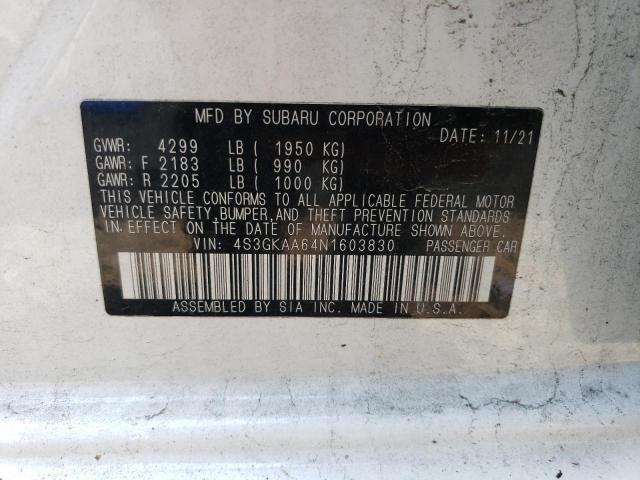 MFD BY SUBARU CORPORATION
DATE: 11/21
GVWR: 4299 LB ( 1950 KG)
GAWR: F 2183 LB ( 990 KG)
GAWR: R 2205 LB ( 1000 KG)
THIS VEHICLE CONFORMS TO ALL APPLICABLE FEDERAL MOTOR
VEHICLE SAFETY, BUMPER, AND THEFT PREVENTION STANDARDS
IN EFFECT ON THE DATE OF MANUFACTURE SHOWN ABOVE.
VIN: 4S3GKAA64N1603830 PASSENGER CAR
ASSEMBLED BY SIA INC. MADE IN U.S.A.